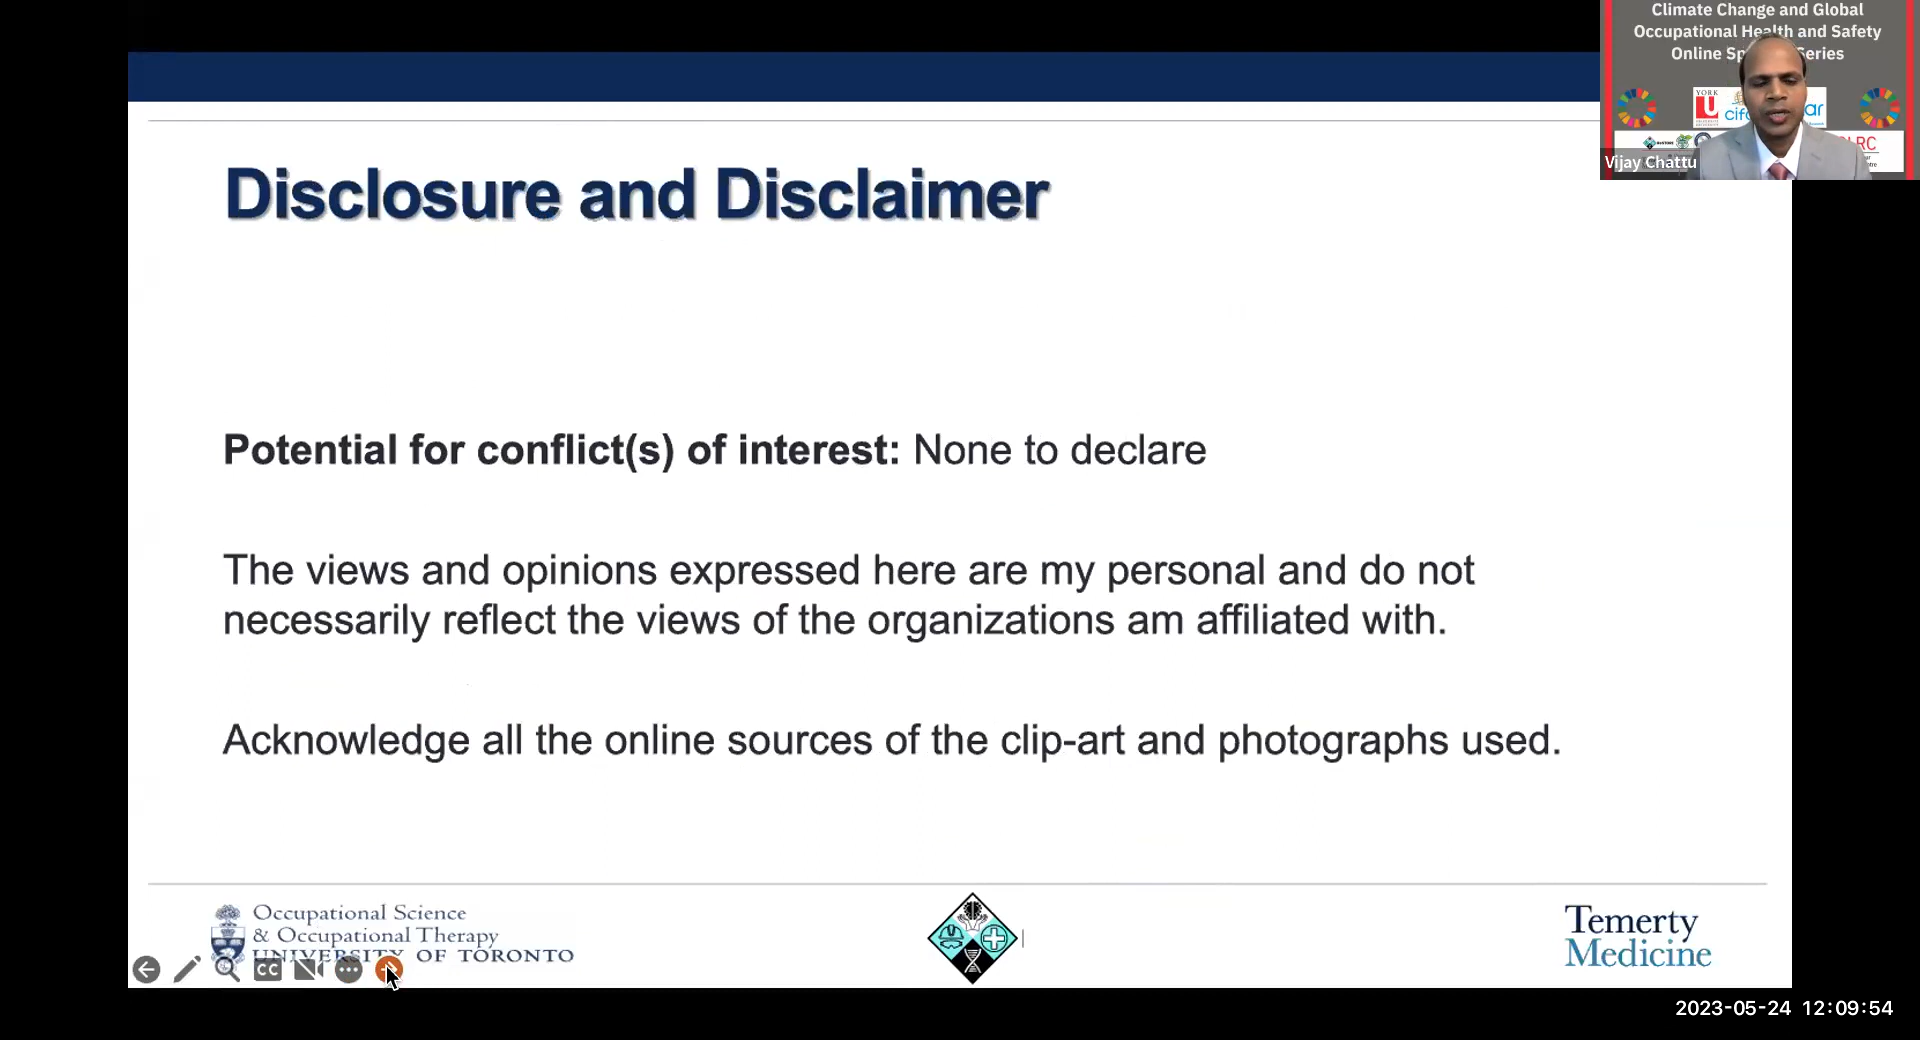 Climate Change and Global
Occupational Health and Safety
Online Series
YORK
U
Vijay Chattu
Disclosure and Disclaimer
Potential for conflict(s) of interest: None to declare
The views and opinions expressed here are my personal and do not
necessarily reflect the views of the organizations am affiliated with.
Acknowledge all the online sources of the clip-art and photographs used.
Occupational Science
& Occupational Therapy
UNIVERSITY OF TORONTO
CC
Temerty
Medicine
2023-05-24 12:09:54